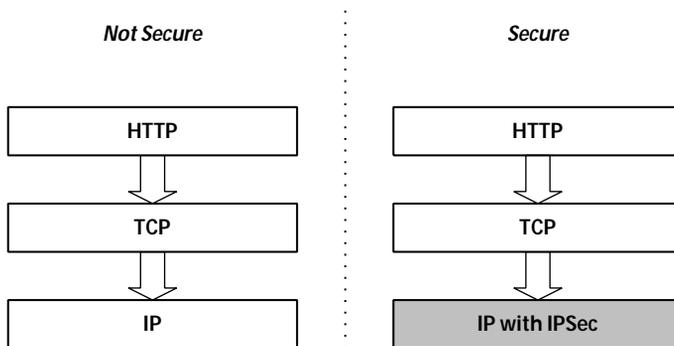 Not Secure
Secure
HTTP
HTTP
TCP
TCP
IP
IP with IPSec